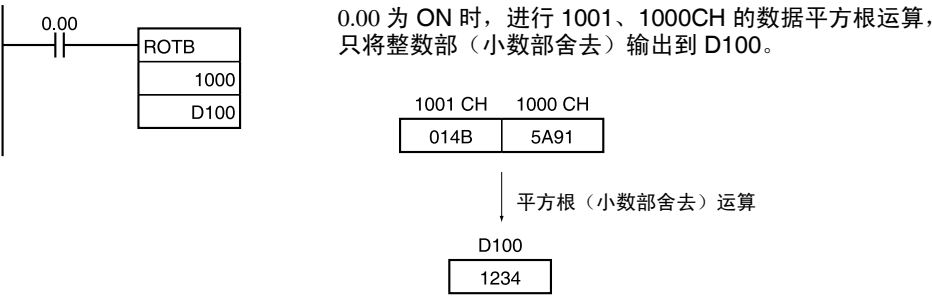 0.00
ROTB
1000
D100
0.00 为 ON 时，进行 1001、1000CH 的数据平方根运算，
只将整数部（小数部舍去）输出到 D100。
1001 CH 1000 CH
014B 5A91
平方根（小数部舍去）运算
D100
1234